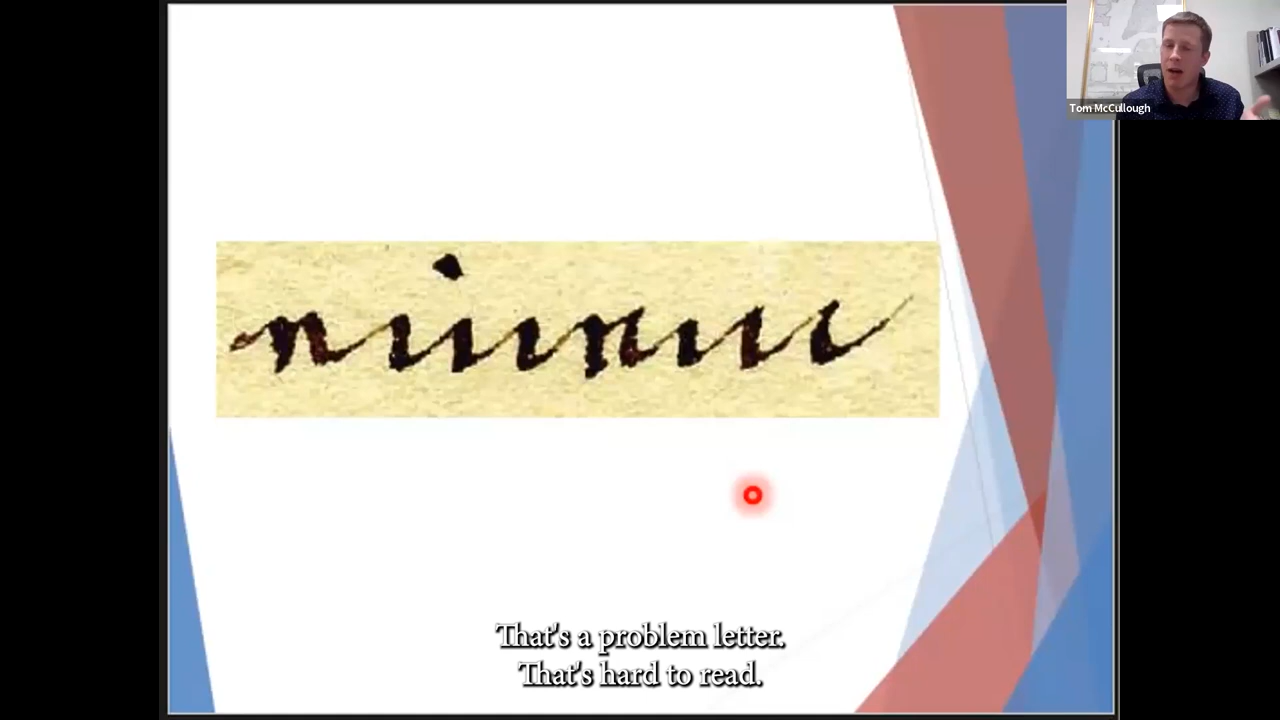 Tom McCullough
That's a problem letter.
That's hard to read.